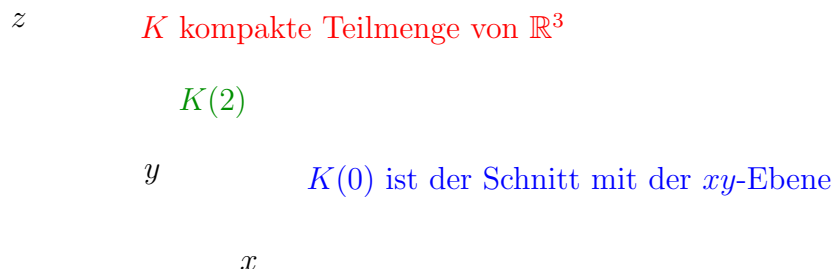 z
K kompakte Teilmenge von ℝ³
K(2)
y
K(0) ist der Schnitt mit der xy-Ebene
x